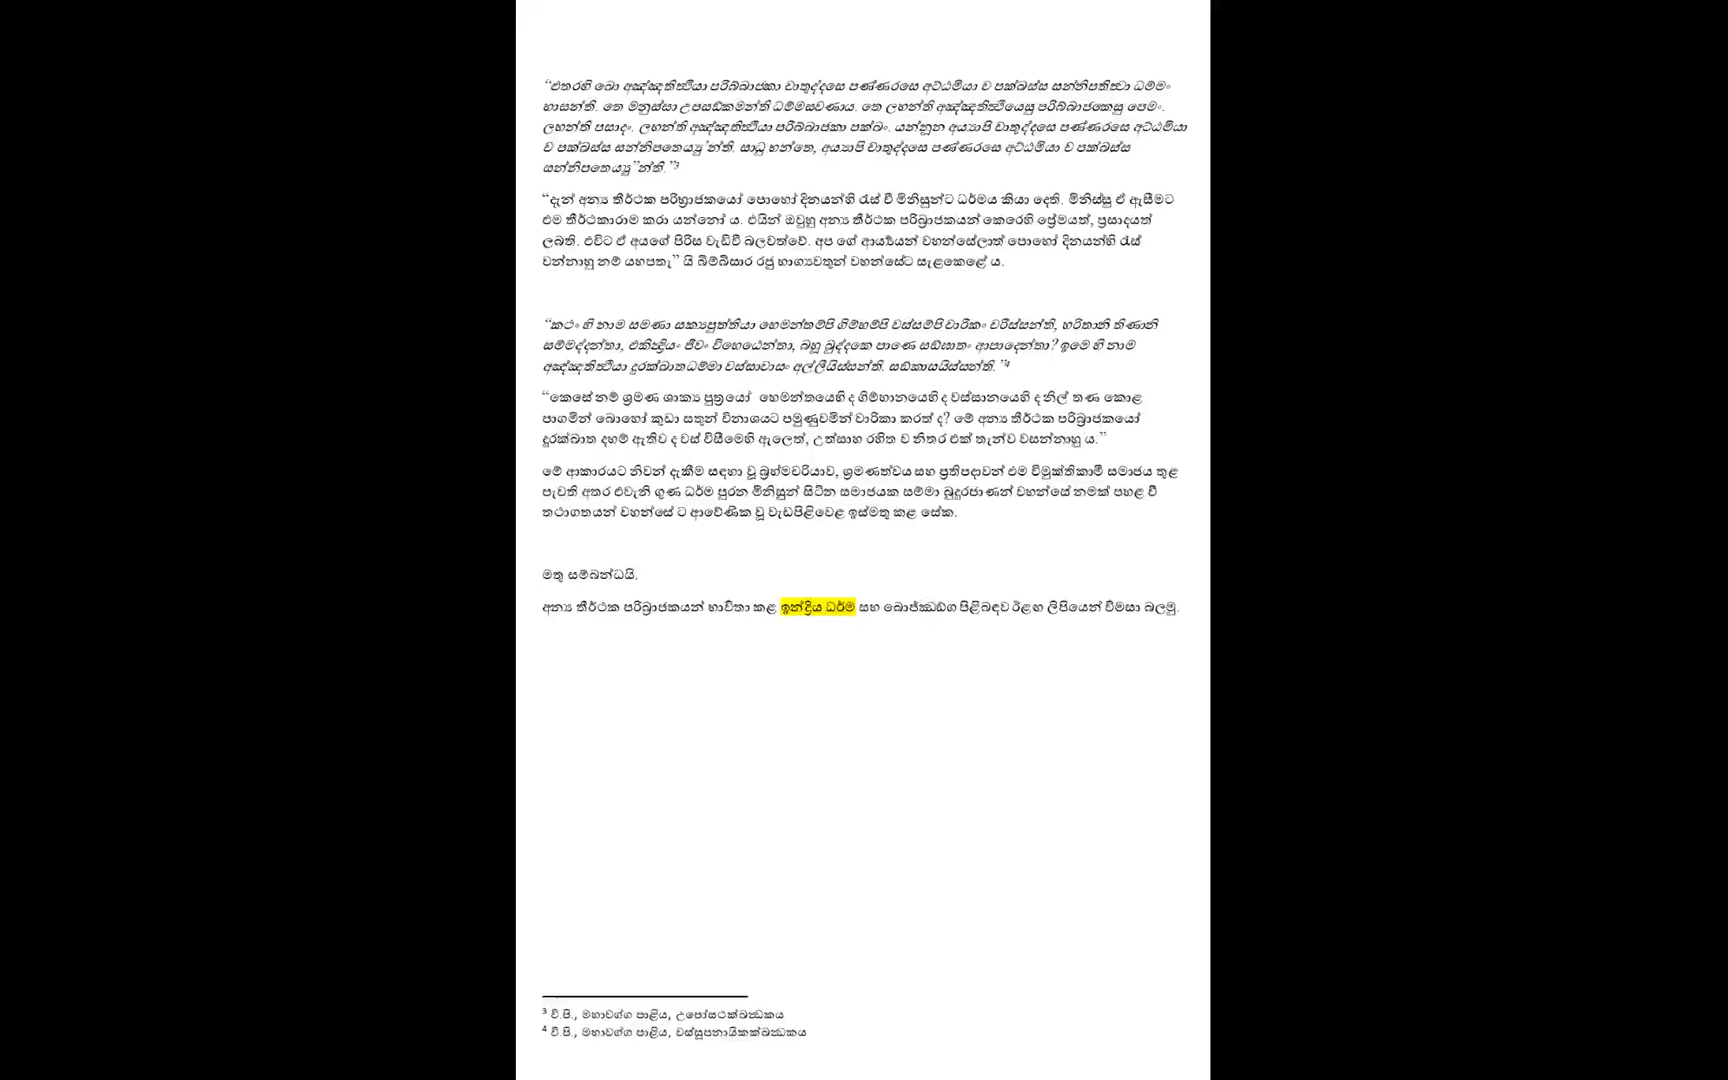 “එතරහි ඛො අඤ්ඤතිත්ථියා පරිබ්බාජකා චාතුද්දසෙ පණ්ණරසෙ අට්ඨමියා ච පක්ඛස්ස සන්නිපතිත්වා ධම්මං
භාසන්ති. තෙ මනුස්සා උපසඞ්කමන්ති ධම්මසවණාය. තෙ ලභන්ති අඤ්ඤතිත්ථියෙසු පරිබ්බාජකෙසු පෙමං.
ලභන්ති පසාදං. ලභන්ති අඤ්ඤතිත්ථියා පරිබ්බාජකා පක්ඛං. යන්නූන අය්‍යාපි චාතුද්දසෙ පණ්ණරසෙ අට්ඨමියා
ච පක්ඛස්ස සන්නිපතෙය්‍යු’න්ති. සාධු භන්තෙ, අය්‍යාපි චාතුද්දසෙ පණ්ණරසෙ අට්ඨමියා ච පක්ඛස්ස
සන්නිපතෙය්‍යු”න්ති.”3
“දැන් අන්‍ය තීර්ථක පරිබ්‍රාජකයෝ පොහෝ දිනයන්හි රැස් වී මිනිසුන්ට ධර්මය කියා දෙති. මිනිස්සු ඒ ඇසීමට
එම තීර්ථකාරාම කරා යන්නෝ ය. එයින් ඔවුහු අන්‍ය තීර්ථක පරිබ්‍රාජකයන් කෙරෙහි ප්‍රේමයත්, ප්‍රසාදයත්
ලබති. එවිට ඒ අයගේ පිරිස වැඩිවී බලවත්වේ. අප ගේ ආර්‍ය්‍යයන් වහන්සේලාත් පොහෝ දිනයන්හි රැස්
වන්නාහු නම් යහපතැ” යි බිම්බිසාර රජු භාග්‍යවතුන් වහන්සේට සැළකෙළේ ය.
“කථං හි නාම සමණා සක්‍යපුත්තියා හෙමන්තම්පි ගිම්හම්පි වස්සම්පි චාරිකං චරිස්සන්ති, හරිතානි තිණානි
සම්මද්දන්තා, එකින්ද්‍රියං ජීවං විහෙඨෙන්තා, බහූ ඛුද්දකෙ පාණෙ සඞ්ඝාතං ආපාදෙන්තා? ඉමෙ හි නාම
අඤ්ඤතිත්ථියා දුරක්ඛාතධම්මා වස්සාවාසං අල්ලීයිස්සන්ති. සඞ්කාසයිස්සන්ති.”4
“කෙසේ නම් ශ්‍රමණ ශාක්‍ය පුත්‍රයෝ හෙමන්තයෙහි ද ගිම්හානයෙහි ද වස්සානයෙහි ද නිල් තණ කොළ
පාගමින් බොහෝ කුඩා සතුන් විනාශයට පමුණුවමින් චාරිකා කරත් ද? මේ අන්‍ය තීර්ථක පරිබ්‍රාජකයෝ
දුරක්ඛාත දහම් ඇතිව ද වස් විසීමෙහි ඇලෙත්, උත්සාහ රහිත ව නිතර එක් තැන්ව වසන්නාහු ය.”
මේ ආකාරයට නිවන් දැකීම සඳහා වූ බ්‍රහ්මචරියාව, ශ්‍රමණත්වය සහ ප්‍රතිපදාවන් එම විමුක්තිකාමී සමාජය තුළ
පැවති අතර එවැනි ගුණ ධර්ම පුරන මිනිසුන් සිටින සමාජයක සම්මා බුදුරජාණන් වහන්සේ නමක් පහළ වී
තථාගතයන් වහන්සේ ට ආවේණික වූ වැඩපිළිවෙළ ඉස්මතු කළ සේක.
මතු සම්බන්ධයි.
අන්‍ය තීර්ථක පරිබ්‍රාජකයන් භාවිතා කළ ඉන්ද්‍රිය ධර්ම සහ බොජ්ඣඞ්ග පිළිබඳව ඊළඟ ලිපියෙන් විමසා බලමු.
3 වි.පි., මහාවග්ග පාළිය, උපෝසථක්ඛන්ධකය
4 වි.පි., මහාවග්ග පාළිය, වස්සූපනායිකක්ඛන්ධකය